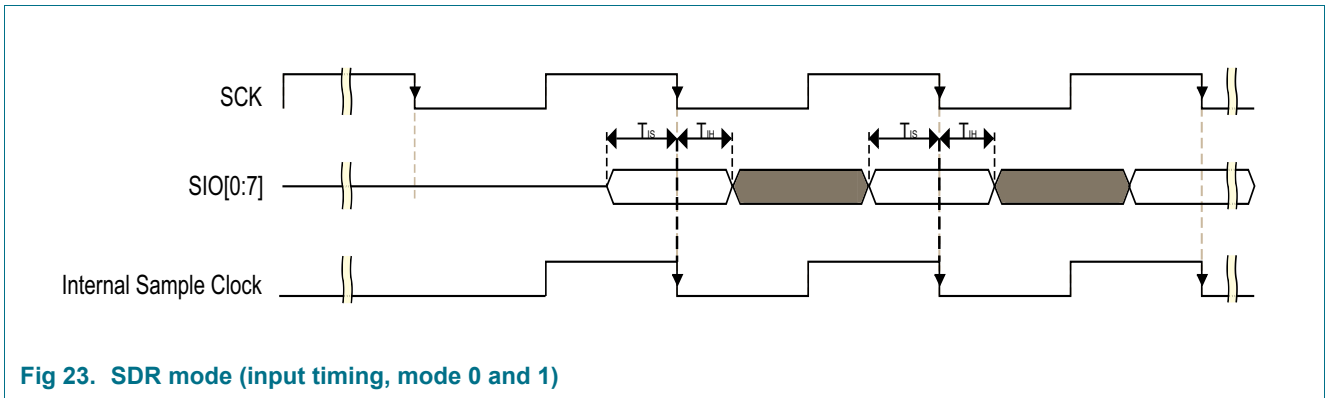 SCK
TIS TIH TIS TIH
SIO[0:7]
Internal Sample Clock
Fig 23. SDR mode (input timing, mode 0 and 1)